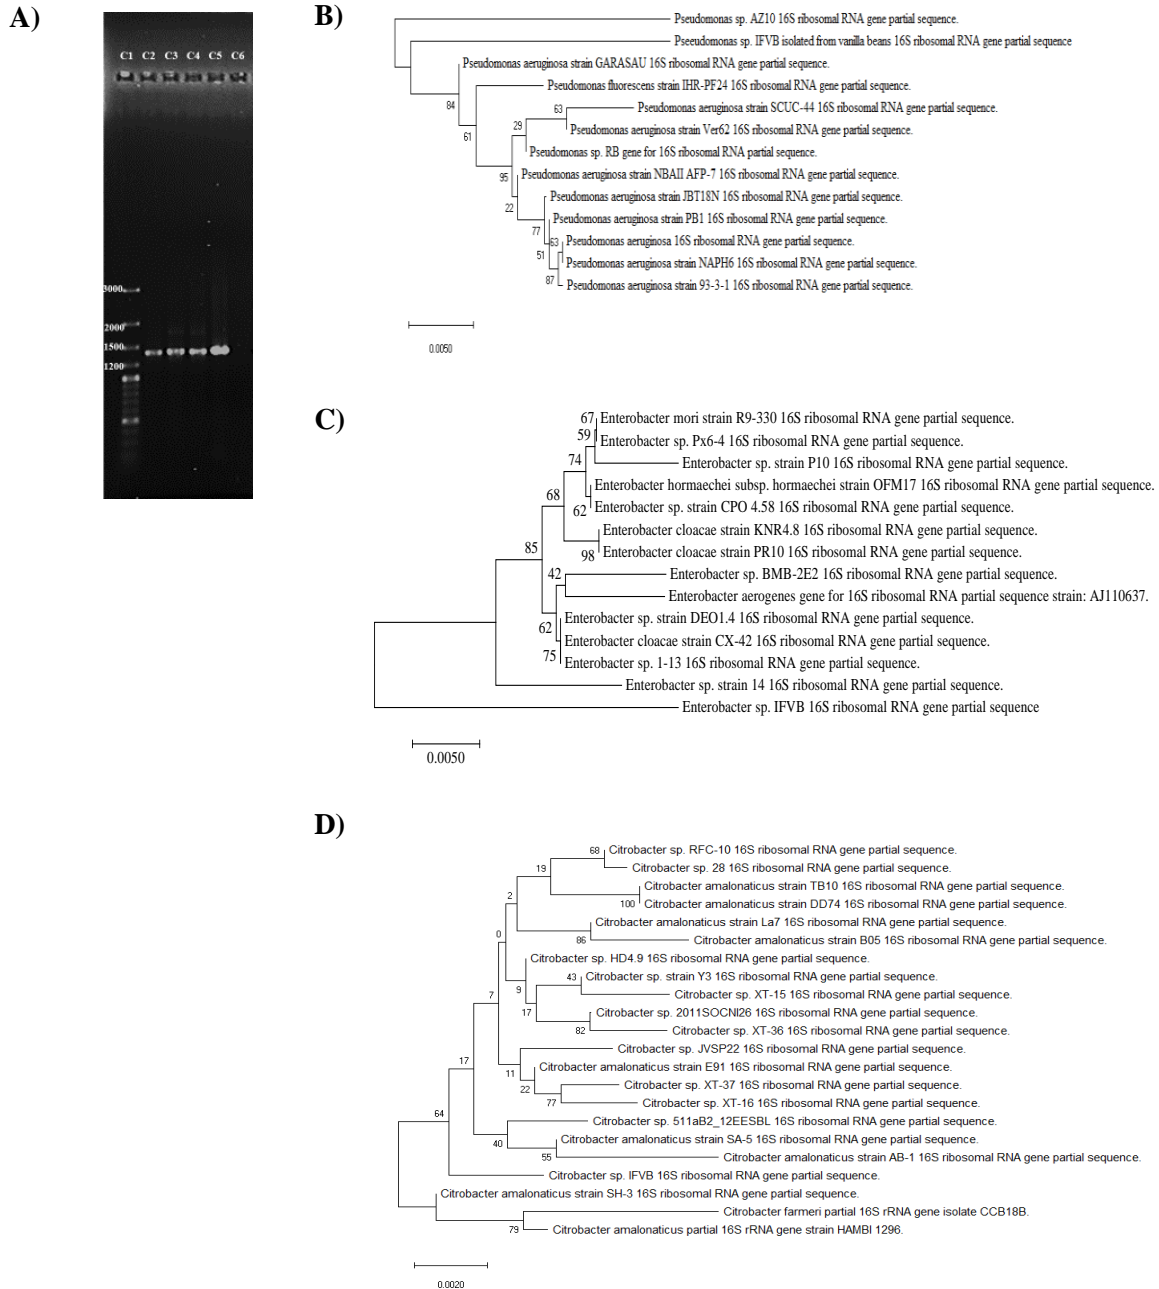 A)
C1 C2 C3 C4 C5 C6
3000
2000
1500
1200
B)
Pseudomonas sp. AZ10 16S ribosomal RNA gene partial sequence.
Pseeudomonas sp. IFVB isolated from vanilla beans 16S ribosomal RNA gene partial sequence
Pseudomonas aeruginosa strain GARASAU 16S ribosomal RNA gene partial sequence.
84
Pseudomonas fluorescens strain IHR-PF24 16S ribosomal RNA gene partial sequence.
61
63
Pseudomonas aeruginosa strain SCUC-44 16S ribosomal RNA gene partial sequence.
29
Pseudomonas aeruginosa strain Ver62 16S ribosomal RNA gene partial sequence.
Pseudomonas sp. RB gene for 16S ribosomal RNA partial sequence.
95
Pseudomonas aeruginosa strain NBAII AFP-7 16S ribosomal RNA gene partial sequence.
22
Pseudomonas aeruginosa strain JBT18N 16S ribosomal RNA gene partial sequence.
Pseudomonas aeruginosa strain PB1 16S ribosomal RNA gene partial sequence.
77
63
Pseudomonas aeruginosa 16S ribosomal RNA gene partial sequence.
51
Pseudomonas aeruginosa strain NAPH6 16S ribosomal RNA gene partial sequence.
87
Pseudomonas aeruginosa strain 93-3-1 16S ribosomal RNA gene partial sequence.
0.0050
C)
67
Enterobacter mori strain R9-330 16S ribosomal RNA gene partial sequence.
59
Enterobacter sp. Px6-4 16S ribosomal RNA gene partial sequence.
74
Enterobacter sp. strain P10 16S ribosomal RNA gene partial sequence.
Enterobacter hormaechei subsp. hormaechei strain OFM17 16S ribosomal RNA gene partial sequence.
68
62
Enterobacter sp. strain CPO 4.58 16S ribosomal RNA gene partial sequence.
Enterobacter cloacae strain KNR4.8 16S ribosomal RNA gene partial sequence.
85
98
Enterobacter cloacae strain PR10 16S ribosomal RNA gene partial sequence.
42
Enterobacter sp. BMB-2E2 16S ribosomal RNA gene partial sequence.
Enterobacter aerogenes gene for 16S ribosomal RNA partial sequence strain: AJ110637.
Enterobacter sp. strain DEO1.4 16S ribosomal RNA gene partial sequence.
62
Enterobacter cloacae strain CX-42 16S ribosomal RNA gene partial sequence.
75
Enterobacter sp. 1-13 16S ribosomal RNA gene partial sequence.
Enterobacter sp. strain 14 16S ribosomal RNA gene partial sequence.
Enterobacter sp. IFVB 16S ribosomal RNA gene partial sequence
0.0050
D)
68
Citrobacter sp. RFC-10 16S ribosomal RNA gene partial sequence.
19
Citrobacter sp. 28 16S ribosomal RNA gene partial sequence.
Citrobacter amalonaticus strain TB10 16S ribosomal RNA gene partial sequence.
2
100
Citrobacter amalonaticus strain DD74 16S ribosomal RNA gene partial sequence.
Citrobacter amalonaticus strain La7 16S ribosomal RNA gene partial sequence.
0
86
Citrobacter amalonaticus strain B05 16S ribosomal RNA gene partial sequence.
Citrobacter sp. HD4.9 16S ribosomal RNA gene partial sequence.
43
Citrobacter sp. strain Y3 16S ribosomal RNA gene partial sequence.
7
9
Citrobacter sp. XT-15 16S ribosomal RNA gene partial sequence.
17
Citrobacter sp. 2011SOCNI26 16S ribosomal RNA gene partial sequence.
82
Citrobacter sp. XT-36 16S ribosomal RNA gene partial sequence.
Citrobacter sp. JVSP22 16S ribosomal RNA gene partial sequence.
17
11
Citrobacter amalonaticus strain E91 16S ribosomal RNA gene partial sequence.
22
Citrobacter sp. XT-37 16S ribosomal RNA gene partial sequence.
77
Citrobacter sp. XT-16 16S ribosomal RNA gene partial sequence.
64
Citrobacter sp. 511aB2_12EESBL 16S ribosomal RNA gene partial sequence.
40
Citrobacter amalonaticus strain SA-5 16S ribosomal RNA gene partial sequence.
55
Citrobacter amalonaticus strain AB-1 16S ribosomal RNA gene partial sequence.
Citrobacter sp. IFVB 16S ribosomal RNA gene partial sequence.
Citrobacter amalonaticus strain SH-3 16S ribosomal RNA gene partial sequence.
Citrobacter farmeri partial 16S rRNA gene isolate CCB18B.
79
Citrobacter amalonaticus partial 16S rRNA gene strain HAMBI 1296.
0.0020